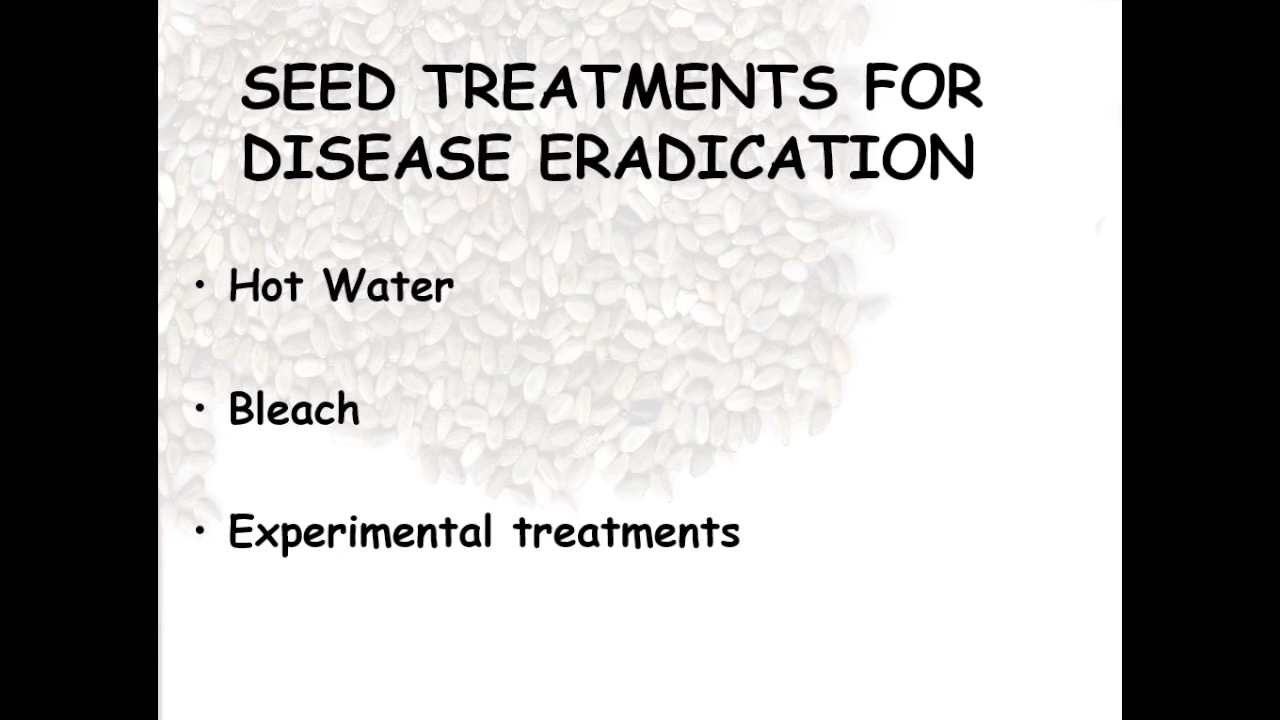 SEED TREATMENTS FOR
DISEASE ERADICATION
• Hot Water
• Bleach
• Experimental treatments